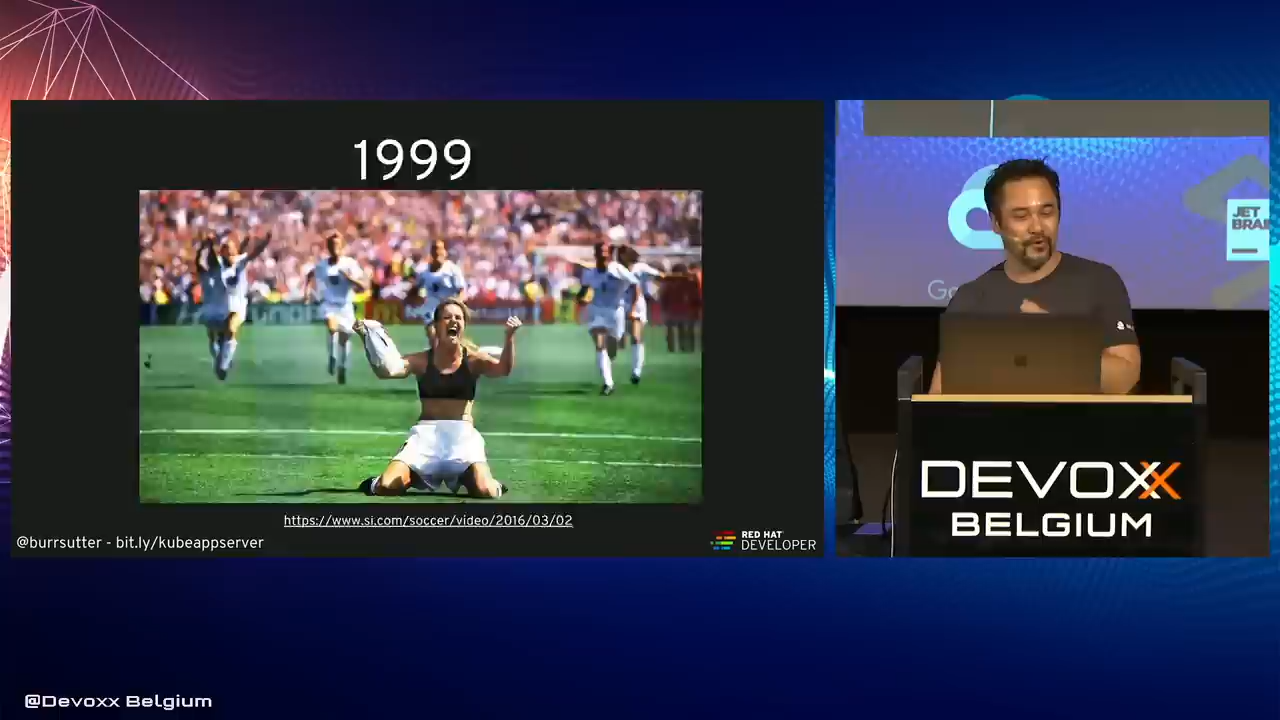 1999
https://www.si.com/soccer/video/2016/03/02
@burrsutter - bit.ly/kubeappserver
RED HAT
DEVELOPER
JET
BRAI
DEVOXX
BELGIUM
@Devoxx Belgium